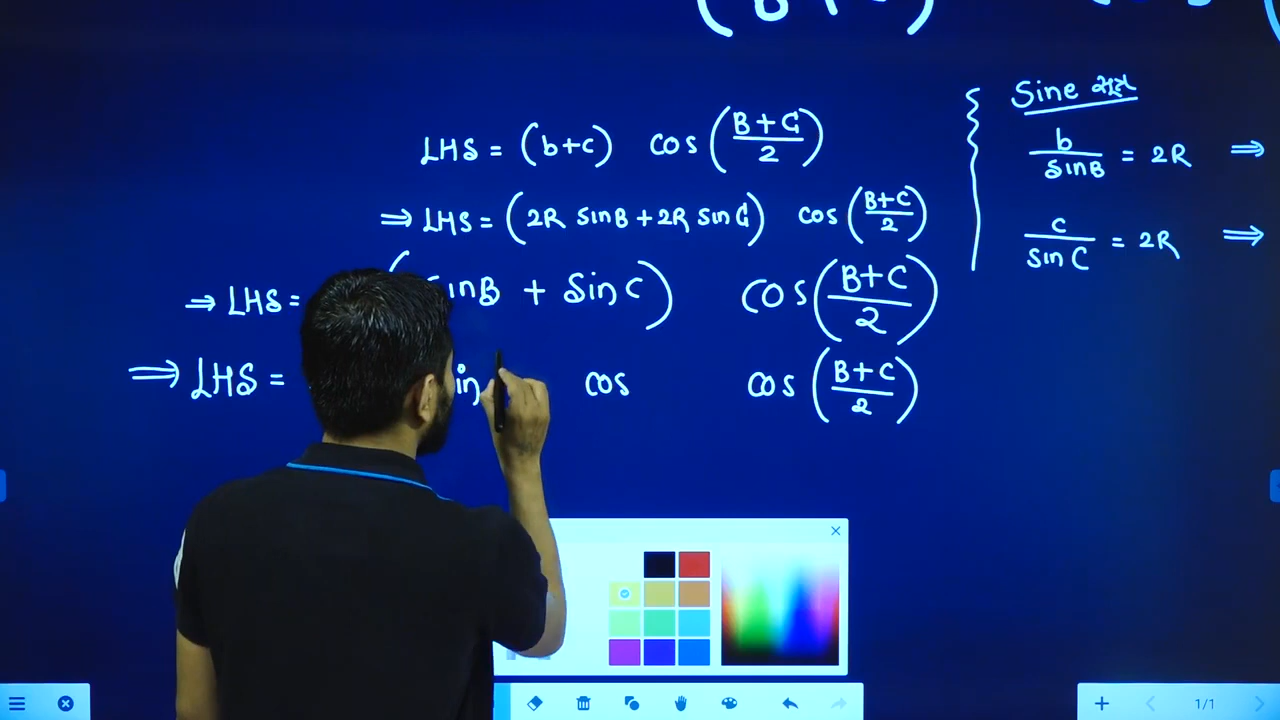 Sine સૂત્ર
LHS = (b+c) cos(B+C/2)
b/sinB = 2R ⇒
⇒ LHS = (2R sinB + 2R sinC) cos(B+C/2)
c/sinC = 2R ⇒
⇒ LHS = inB + sinC) cos(B+C/2)
⇒ LHS = in cos cos(B+C/2)
1/1